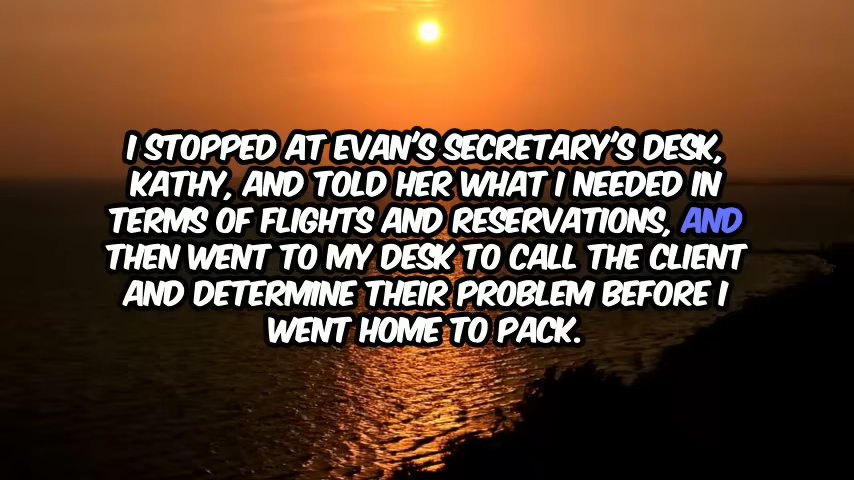 I STOPPED AT EVAN'S SECRETARY'S DESK,
KATHY, AND TOLD HER WHAT I NEEDED IN
TERMS OF FLIGHTS AND RESERVATIONS, AND
THEN WENT TO MY DESK TO CALL THE CLIENT
AND DETERMINE THEIR PROBLEM BEFORE I
WENT HOME TO PACK.